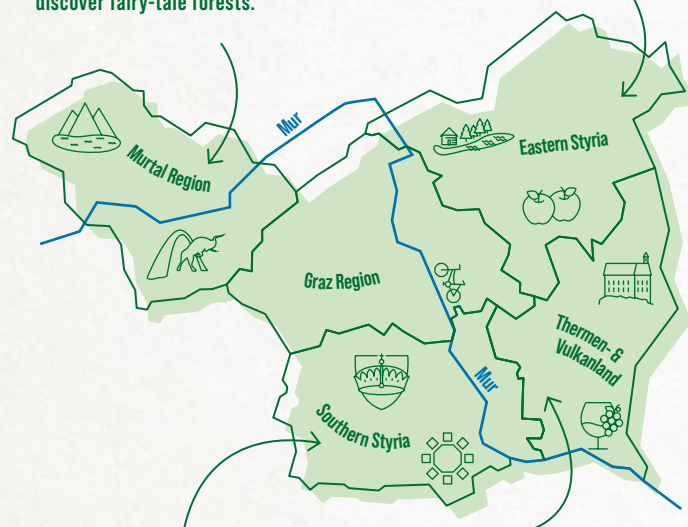 discover fairy-tale forests.
Mur
Murtal Region
Eastern Styria
Graz Region
Thermen- &
Vulkanland
Mur
Southern Styria